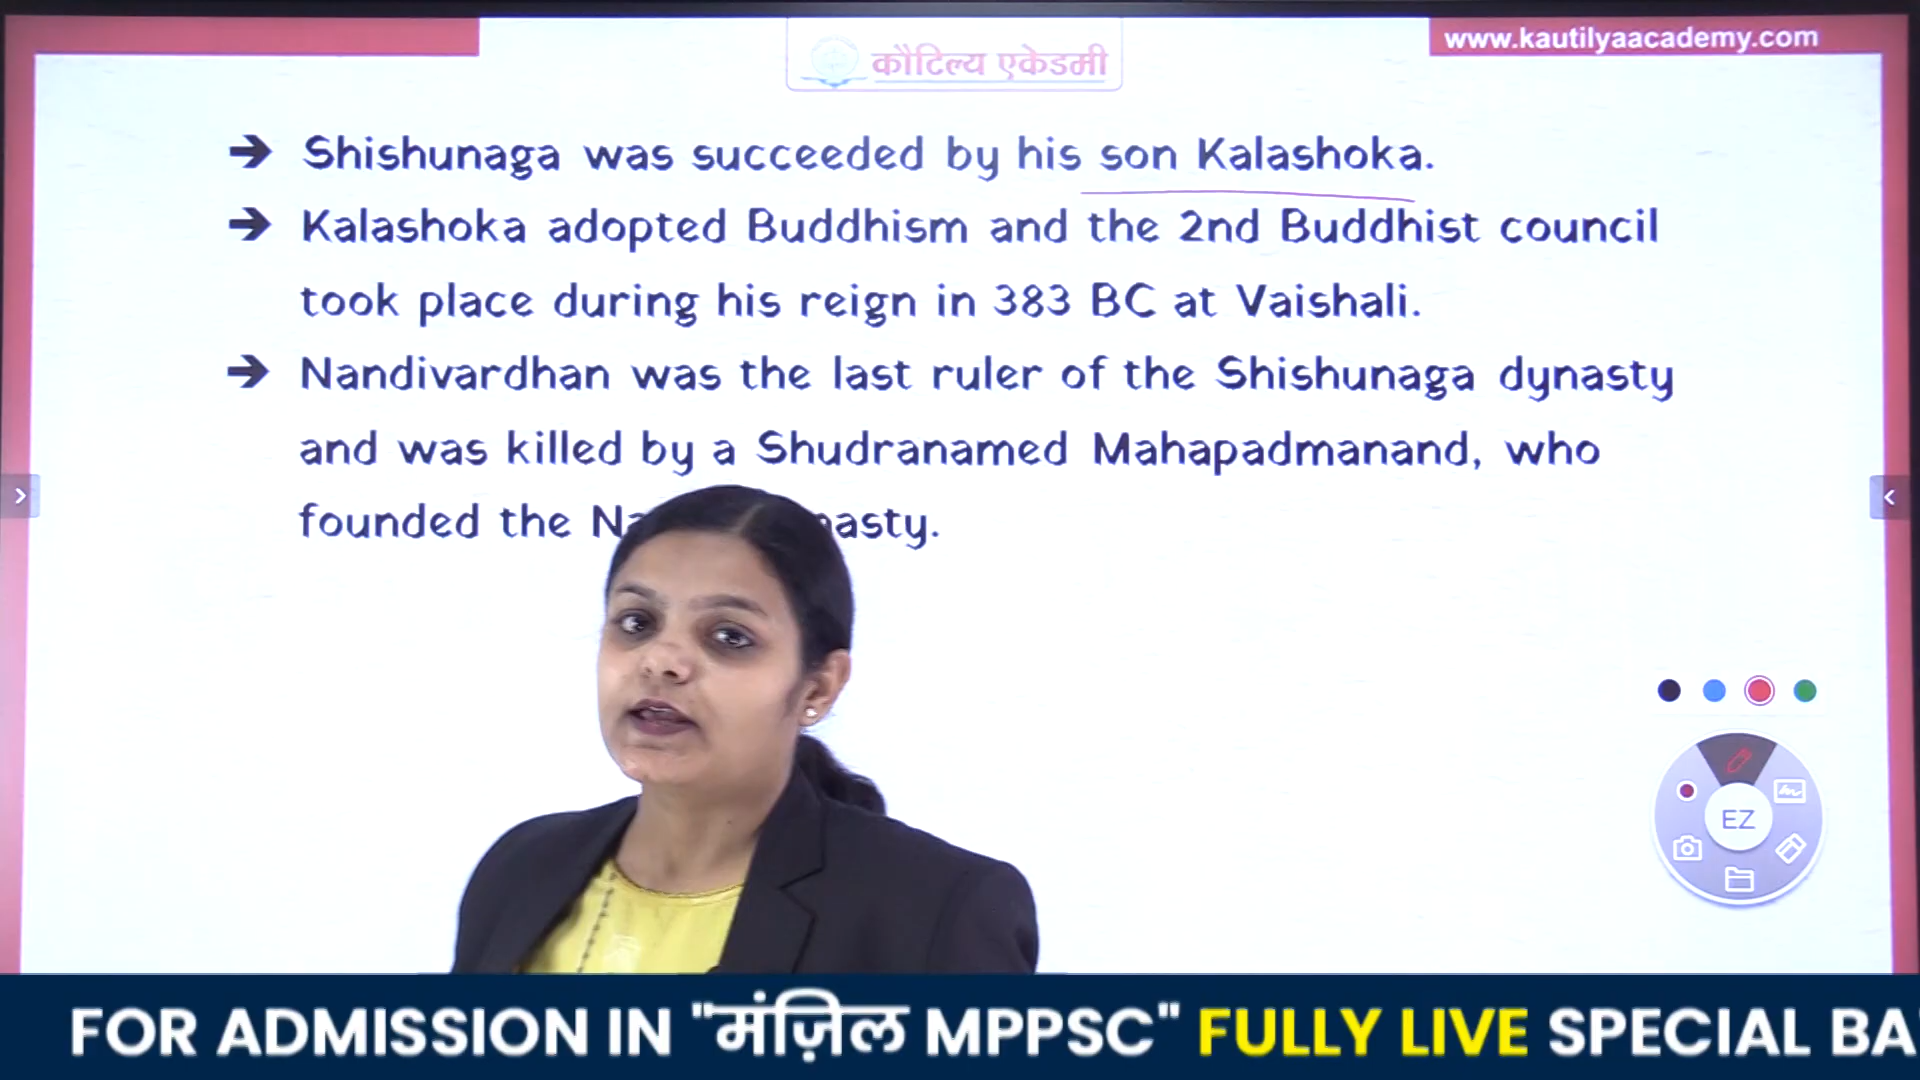 www.kautilyaacademy.com
कौटिल्य एकेडमी
→ Shishunaga was succeeded by his son Kalashoka.
→ Kalashoka adopted Buddhism and the 2nd Buddhist council
took place during his reign in 383 BC at Vaishali.
→ Nandivardhan was the last ruler of the Shishunaga dynasty
and was killed by a Shudranamed Mahapadmanand, who
founded the
EZ
FOR ADMISSION IN "मंज़िल MPPSC" FULLY LIVE SPECIAL